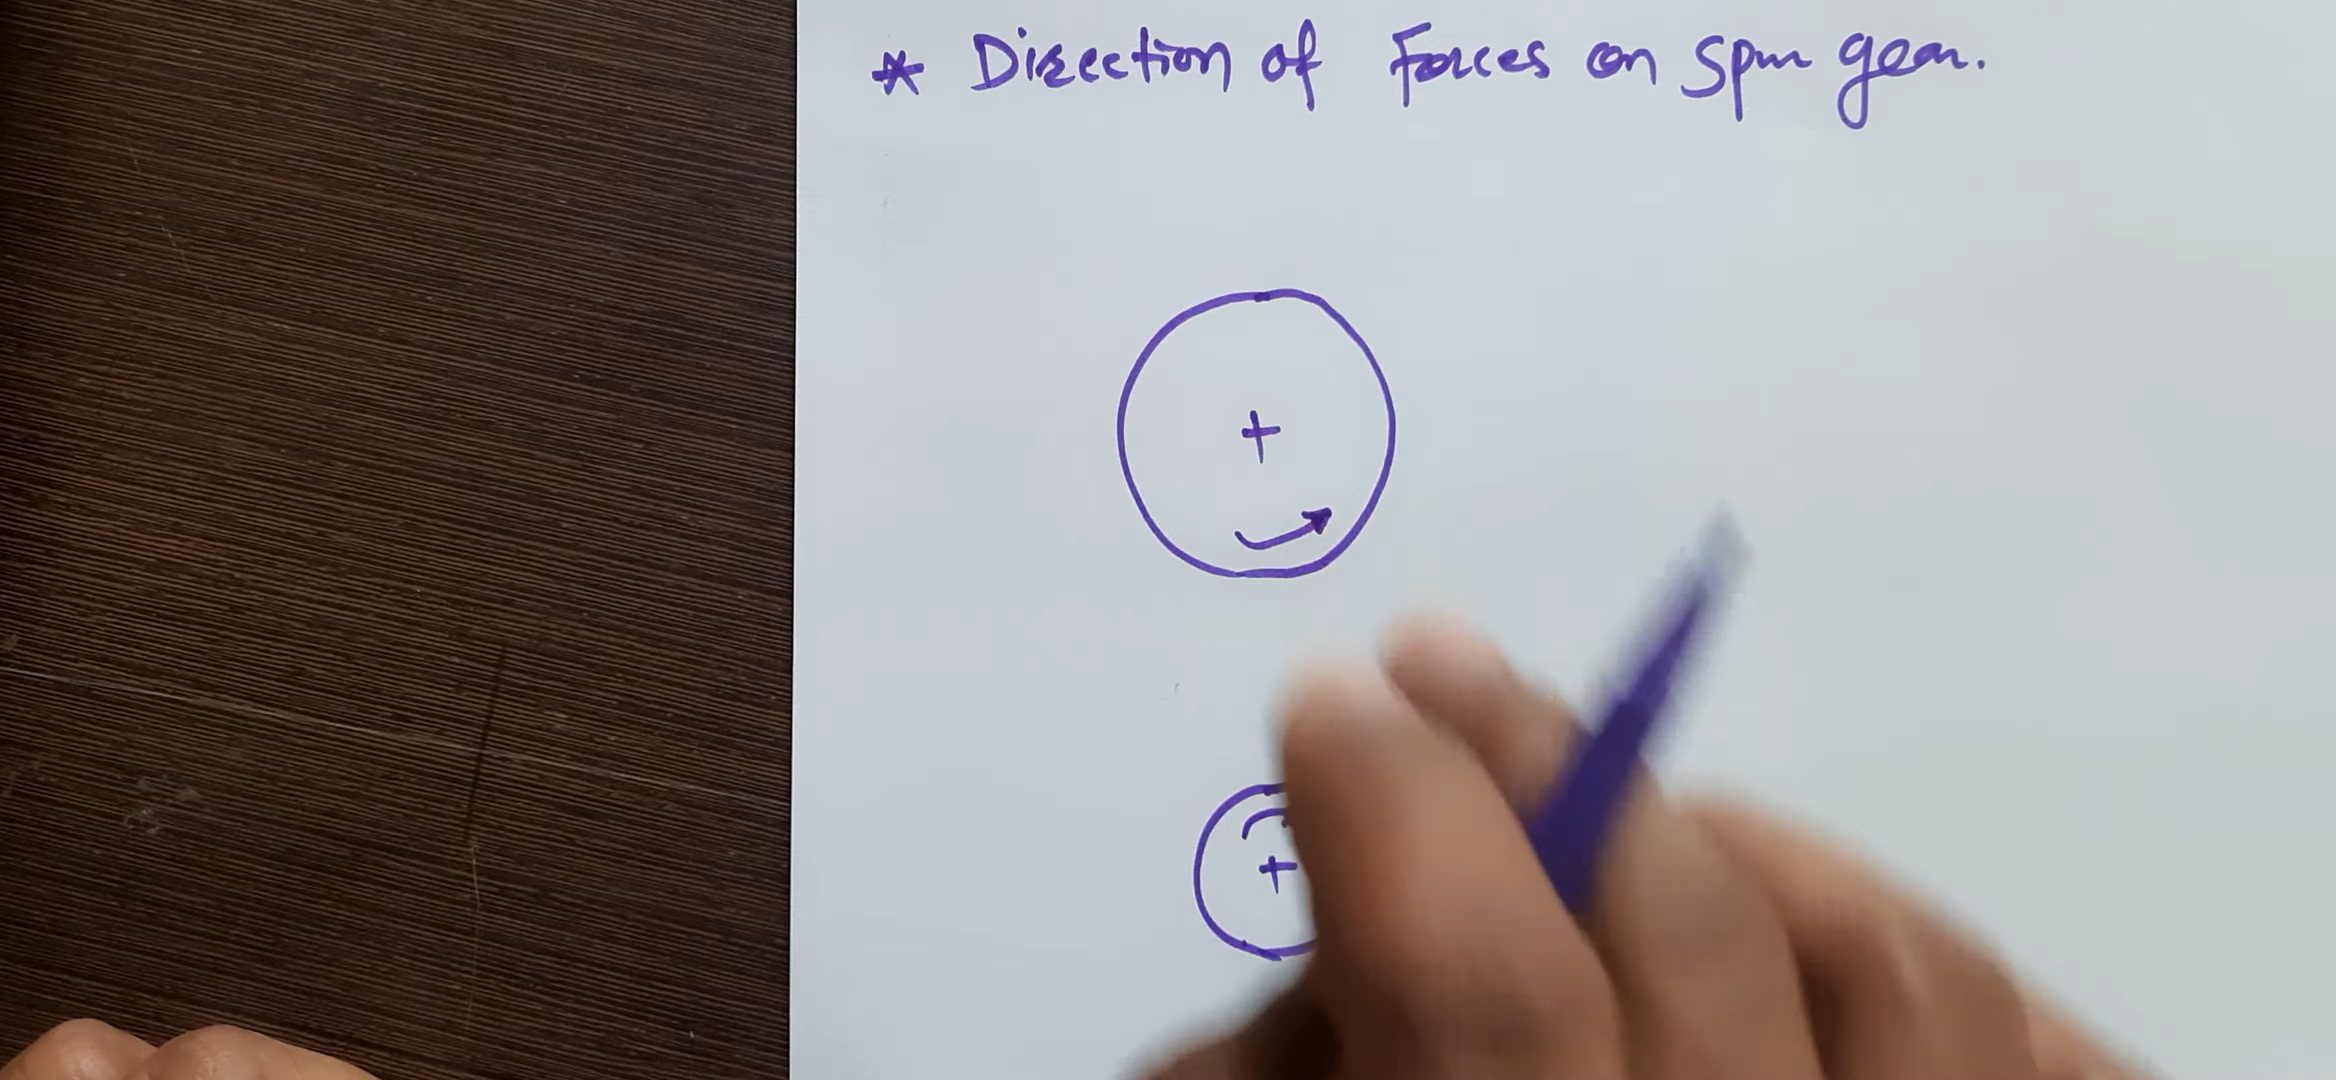 * Direction of Forces on Spur gear.